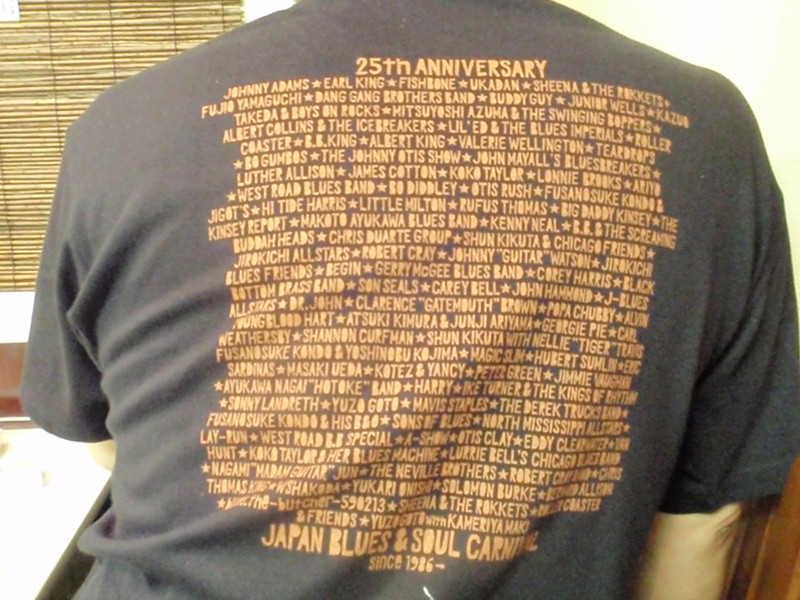 25th ANNIVERSARY
JOHNNY ADAMS ★ EARL KING ★ FISHBONE ★ UKADAN ★ SHEENA & THE ROKKETS ★
FUJIO YAMAGUCHI ★ DANG GANG BROTHERS BAND ★ BUDDY GUY ★ JUNIOR WELLS ★ KAZUO
TAKEDA & BOYS ON ROCKS ★ MITSUYOSHI AZUMA & THE SWINGING BOPPERS ★
ALBERT COLLINS & THE ICEBREAKERS ★ LIL' ED & THE BLUES IMPERIALS ★ ROLLER
COASTER ★ B.B.KING ★ ALBERT KING ★ VALERIE WELLINGTON ★ TEARDROPS
★ BO GUMBOS ★ THE JOHNNY OTIS SHOW ★ JOHN MAYALL'S BLUESBREAKERS ★
LUTHER ALLISON ★ JAMES COTTON ★ KOKO TAYLOR ★ LONNIE BROOKS ★ ARIYO
★ WEST ROAD BLUES BAND ★ BO DIDDLEY ★ OTIS RUSH ★ FUSANOSUKE KONDO &
JIGOT'S ★ HI TIDE HARRIS ★ LITTLE MILTON ★ RUFUS THOMAS ★ BIG DADDY KINSEY ★ THE
KINSEY REPORT ★ MAKOTO AYUKAWA BLUES BAND ★ KENNY NEAL ★ B.B. & THE SCREAMING
BUDDAH HEADS ★ CHRIS DUARTE GROUP ★ SHUN KIKUTA & CHICAGO FRIENDS ★
JIROKICHI ALLSTARS ★ ROBERT CRAY ★ JOHNNY "GUITAR" WATSON ★ JIROKICHI
BLUES FRIENDS ★ BEGIN ★ GERRY McGEE BLUES BAND ★ COREY HARRIS ★ BLACK
BOTTOM BRASS BAND ★ SON SEALS ★ CAREY BELL ★ JOHN HAMMOND ★ J-BLUES
ALLSTARS ★ DR.JOHN ★ CLARENCE "GATEMOUTH" BROWN ★ POPA CHUBBY ★ ALVIN
YOUNGBLOOD HART ★ ATSUKI KIMURA & JUNJI ARIYAMA ★ GEORGIE PIE ★ CARL
WEATHERSBY ★ SHANNON CURFMAN ★ SHUN KIKUTA WITH NELLIE "TIGER" TRAVIS
FUSANOSUKE KONDO & YOSHINOBU KOJIMA ★ MAGIC SLIM ★ HUBERT SUMLIN ★ ERIC
SARDINAS ★ MASAKI UEDA ★ KOTEZ & YANCY ★ PETER GREEN ★ JIMMIE VAUGHAN
★ AYUKAWA NAGAI "HOTOKE" BAND ★ HARRY ★ IKE TURNER & THE KINGS OF RHYTHM
★ SONNY LANDRETH ★ YUZO GOTO ★ MAVIS STAPLES ★ THE DEREK TRUCKS BAND ★
FUSANOSUKE KONDO & HIS B&O ★ SONS OF BLUES ★ NORTH MISSISSIPPI ALLSTARS ★
LAY-RUN ★ WEST ROAD B.B SPECIAL ★ A-SHOW ★ OTIS CLAY ★ EDDY CLEARWATER ★ VAN
HUNT ★ KOKO TAYLOR & HER BLUES MACHINE ★ LURRIE BELL'S CHICAGO BLUES BAND
★ NAGAMI "MADAM GUITAR" JUN ★ THE NEVILLE BROTHERS ★ ROBERT ★ CHRIS
THOMAS KING ★ W.SHAKOBA ★ YUKARI ONISHI ★ SOLOMON BURKE ★ BERNARD ALLISON
the-butcher-590213 ★ SHEENA & THE ROKKETS ★ COASTER
& FRIENDS ★ YUZO GOTO with KAMERIYA MAKI
JAPAN BLUES & SOUL CARNIVAL
since 1986→